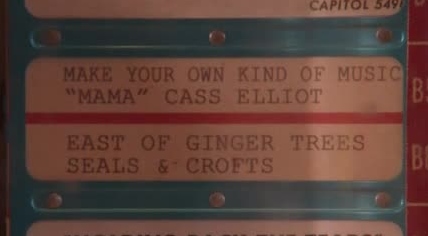 CAPITOL 549
MAKE YOUR OWN KIND OF MUSIC
"MAMA" CASS ELLIOT
EAST OF GINGER TREES
SEALS & CROFTS